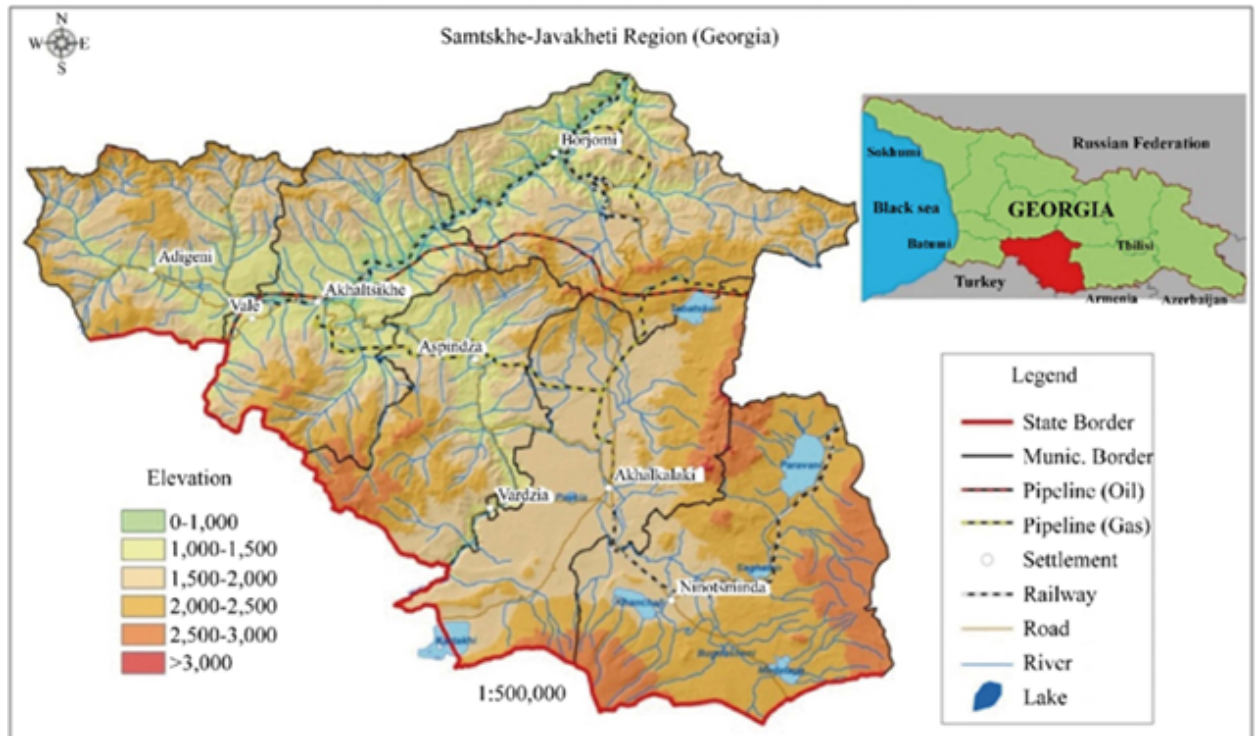 N
W E
S
Samtskhe-Javakheti Region (Georgia)
Borjomi
Adigeni
Akhaltsikhe
Vale
Aspindza
Akhalkalaki
Vardzia
Paravani
Ninotsminda
Sokhumi
Russian Federation
Black sea
GEORGIA
Batumi
Tbilisi
Turkey
Armenia
Azerbaijan
Legend
State Border
Munic. Border
Pipeline (Oil)
Pipeline (Gas)
Settlement
Railway
Road
River
Lake
Elevation
0-1,000
1,000-1,500
1,500-2,000
2,000-2,500
2,500-3,000
>3,000
1:500,000